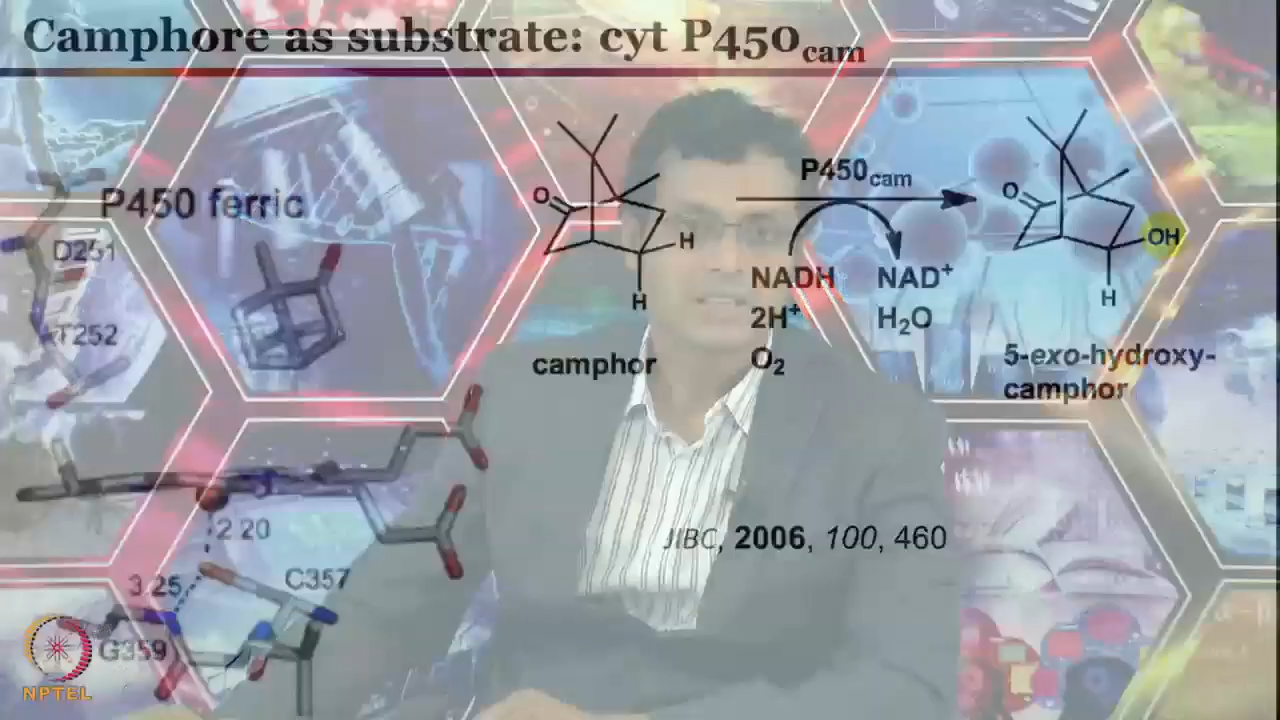 Camphore as substrate: cyt P450cam
P450 ferric
D251
T252
2 20
3.25
C357
G359
O
H
H
camphor
P450cam
NADH
NAD+
2H+
H2O
O2
O
OH
H
5-exo-hydroxy-
camphor
JIBC, 2006, 100, 460
NPTEL